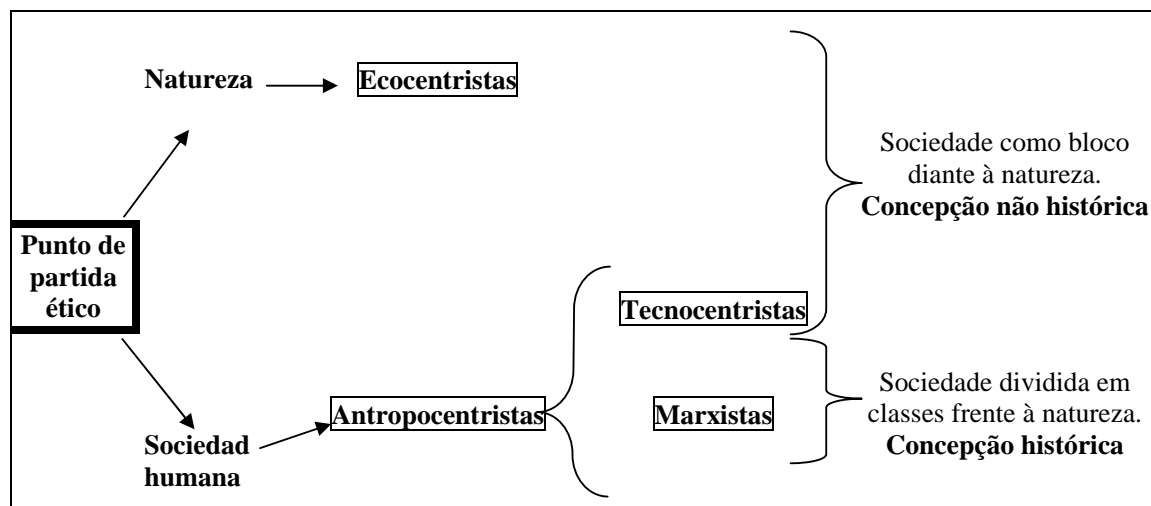 Natureza
Ecocentristas
Sociedade como bloco
diante à natureza.
Concepção não histórica
Punto de
partida
ético
Tecnocentristas
Antropocentristas
Marxistas
Sociedade dividida em
classes frente à natureza.
Concepção histórica
Sociedad
humana